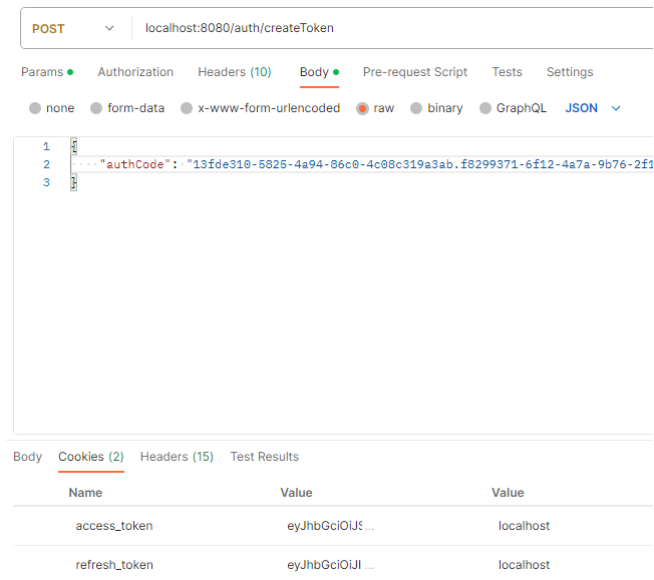 POST localhost:8080/auth/createToken
Params Authorization Headers (10) Body Pre-request Script Tests Settings
none form-data x-www-form-urlencoded raw binary GraphQL JSON
1 {
2 "authCode": "13fde310-5825-4a94-86c0-4c08c319a3ab.f8299371-6f12-4a7a-9b76-2f1
3 }
Body Cookies (2) Headers (15) Test Results
Name Value Value
access_token eyJhbGciOiJS... localhost
refresh_token eyJhbGciOiJI... localhost